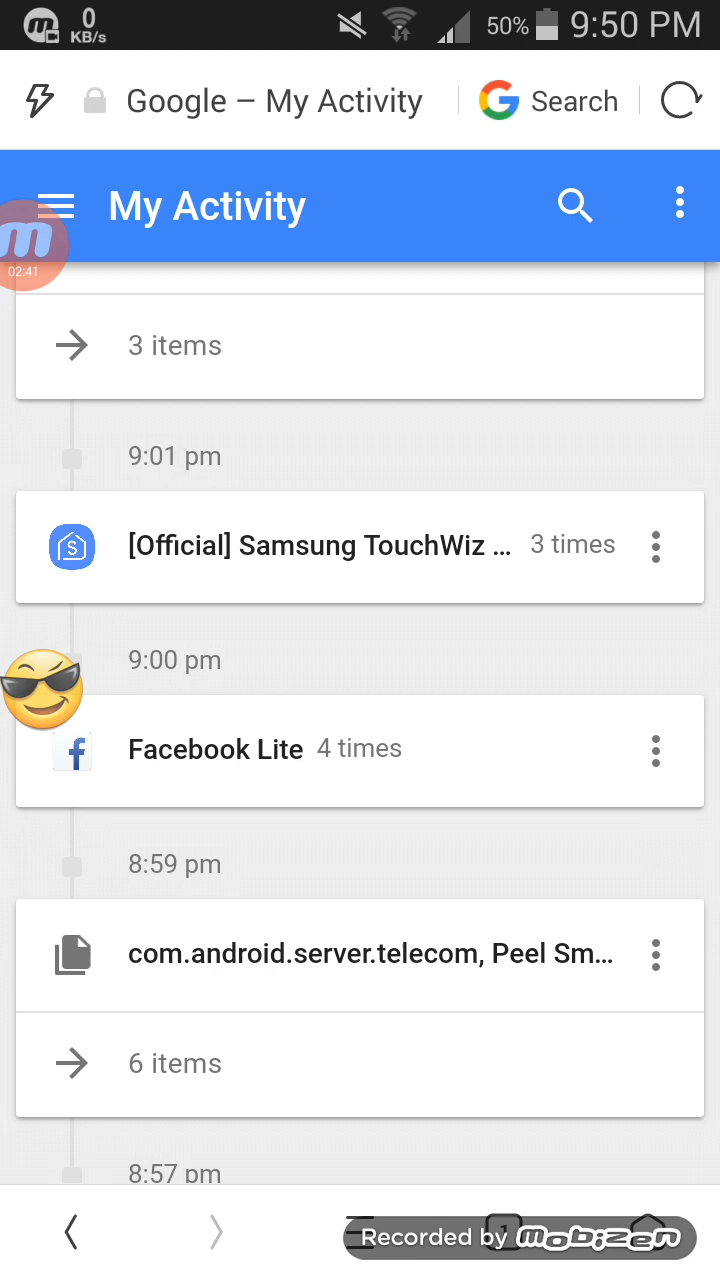 0
KB/s
50%
9:50 PM
Google – My Activity
Search
My Activity
m
02:41
3 items
9:01 pm
[Official] Samsung TouchWiz ... 3 times
9:00 pm
Facebook Lite 4 times
8:59 pm
com.android.server.telecom, Peel Sm...
6 items
8:57 pm
1
Recorded by mobizen